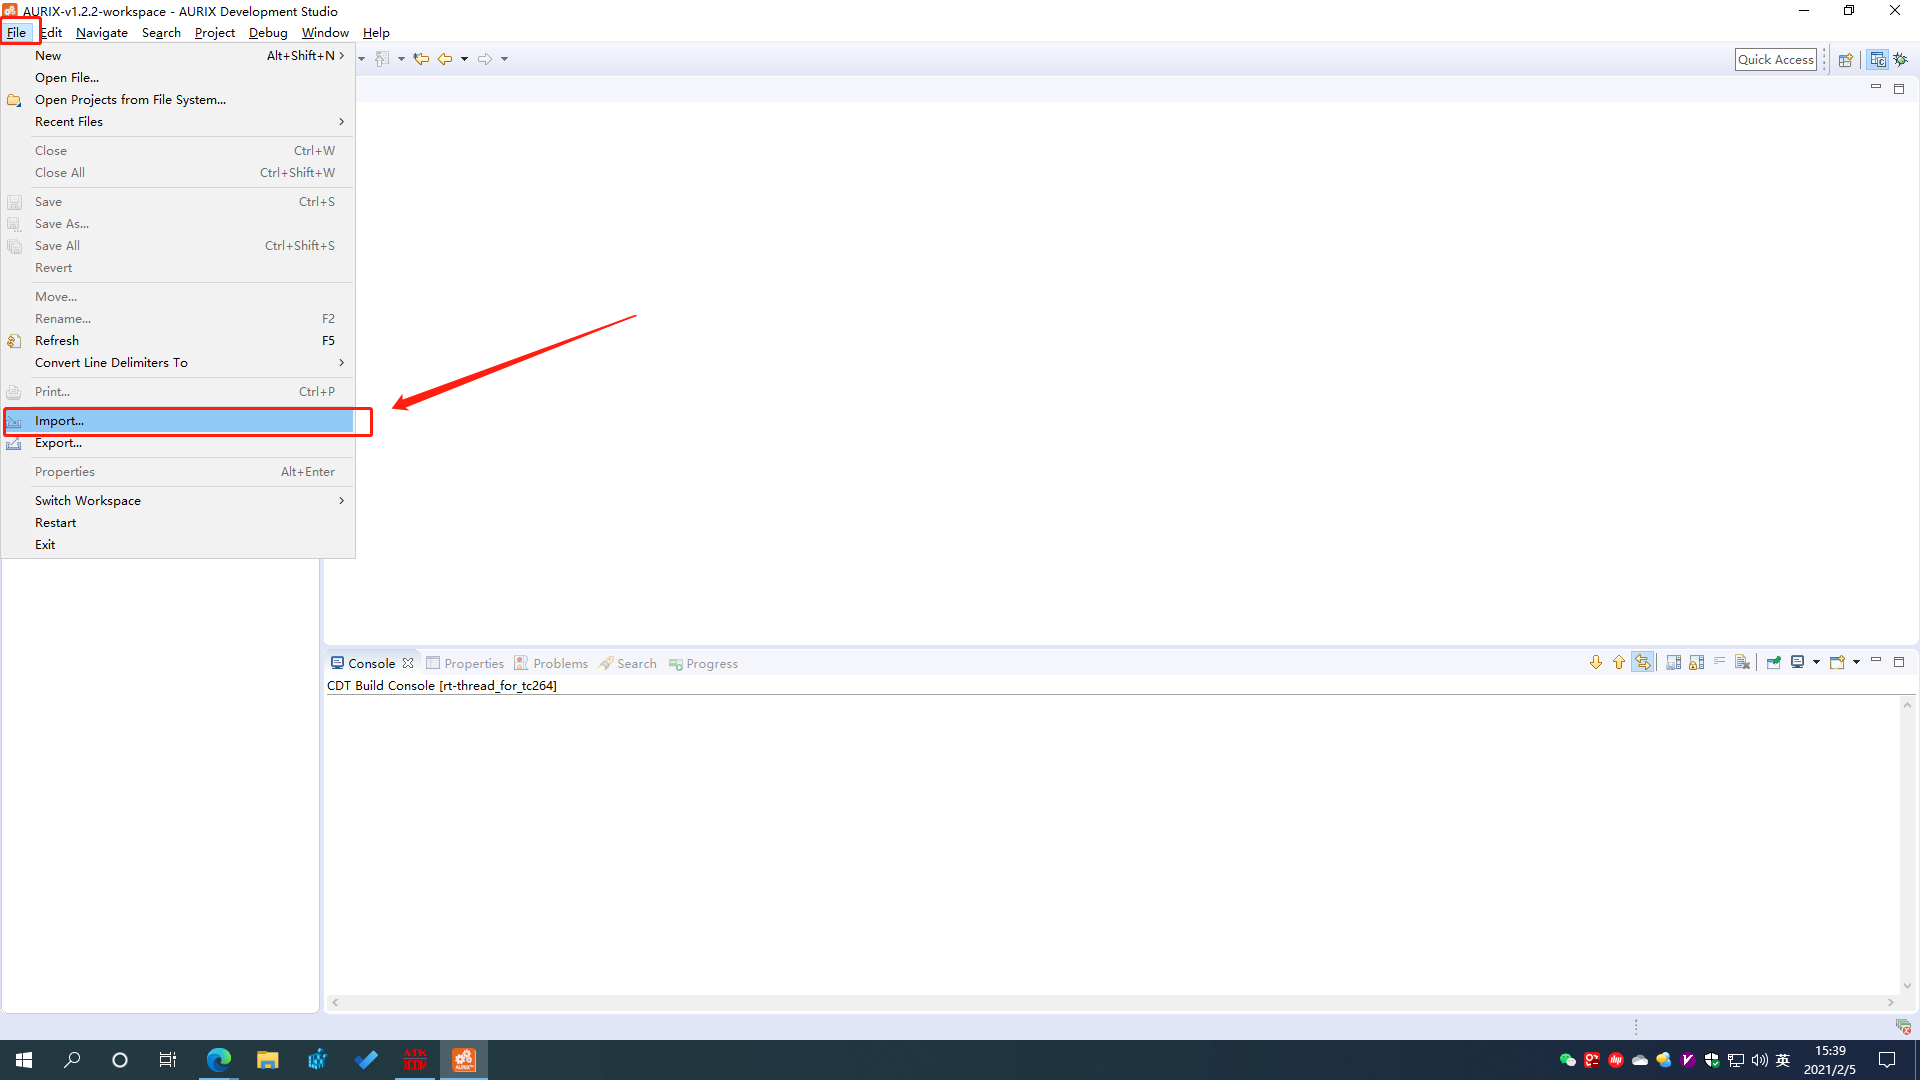 AURIX-v1.2.2-workspace - AURIX Development Studio
File Edit Navigate Search Project Debug Window Help
New Alt+Shift+N
Open File...
Open Projects from File System...
Recent Files
Close Ctrl+W
Close All Ctrl+Shift+W
Save Ctrl+S
Save As...
Save All Ctrl+Shift+S
Revert
Move...
Rename... F2
Refresh F5
Convert Line Delimiters To
Print... Ctrl+P
Import...
Export...
Properties Alt+Enter
Switch Workspace
Restart
Exit
Quick Access
Console Properties Problems Search Progress
CDT Build Console [rt-thread_for_tc264]
ATK
XCOM
AURIX™
英
15:39
2021/2/5